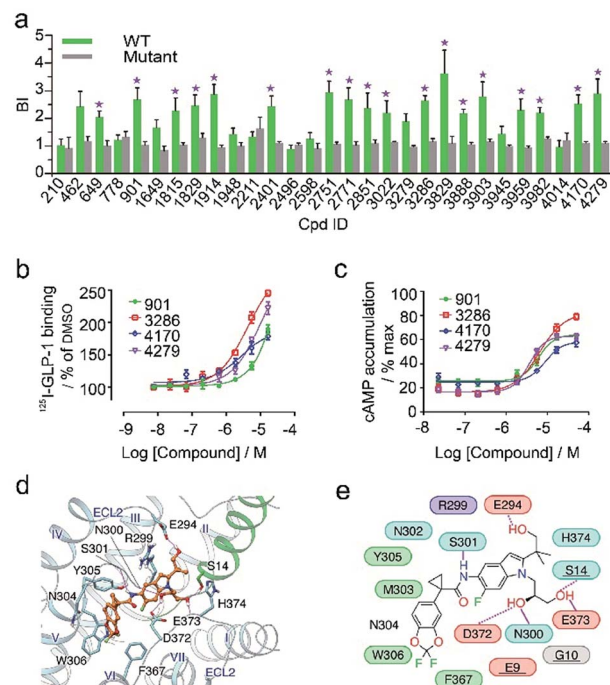 a
WT
Mutant
BI
5
4
3
2
1
0
210 462 649 778 901 1649 1815 1829 1914 1948 2211 2401 2496 2598 2751 2771 2851 3022 3279 3286 3829 3888 3903 3945 3959 3982 4014 4170 4279
Cpd ID
b
¹²⁵I-GLP-1 binding
/ % of DMSO
250
200
150
100
901
3286
4170
4279
-9 -8 -7 -6 -5 -4
Log [Compound] / M
c
cAMP accumulation
/ % max
100
80
60
40
20
0
901
3286
4170
4279
-8 -7 -6 -5 -4
Log [Compound] / M
d
ECL2 III E294 II
N300 R299
IV
S301
Y305 S14
N304 H374
E373
V D372 I
W306 F367
VI VII ECL2
e
R299 E294
N302 S301 HO H374
Y305 H S14
M303 N N
O F
N304 O OH OH
D372 N300 E373
W306 O G10
F F
F367 E9